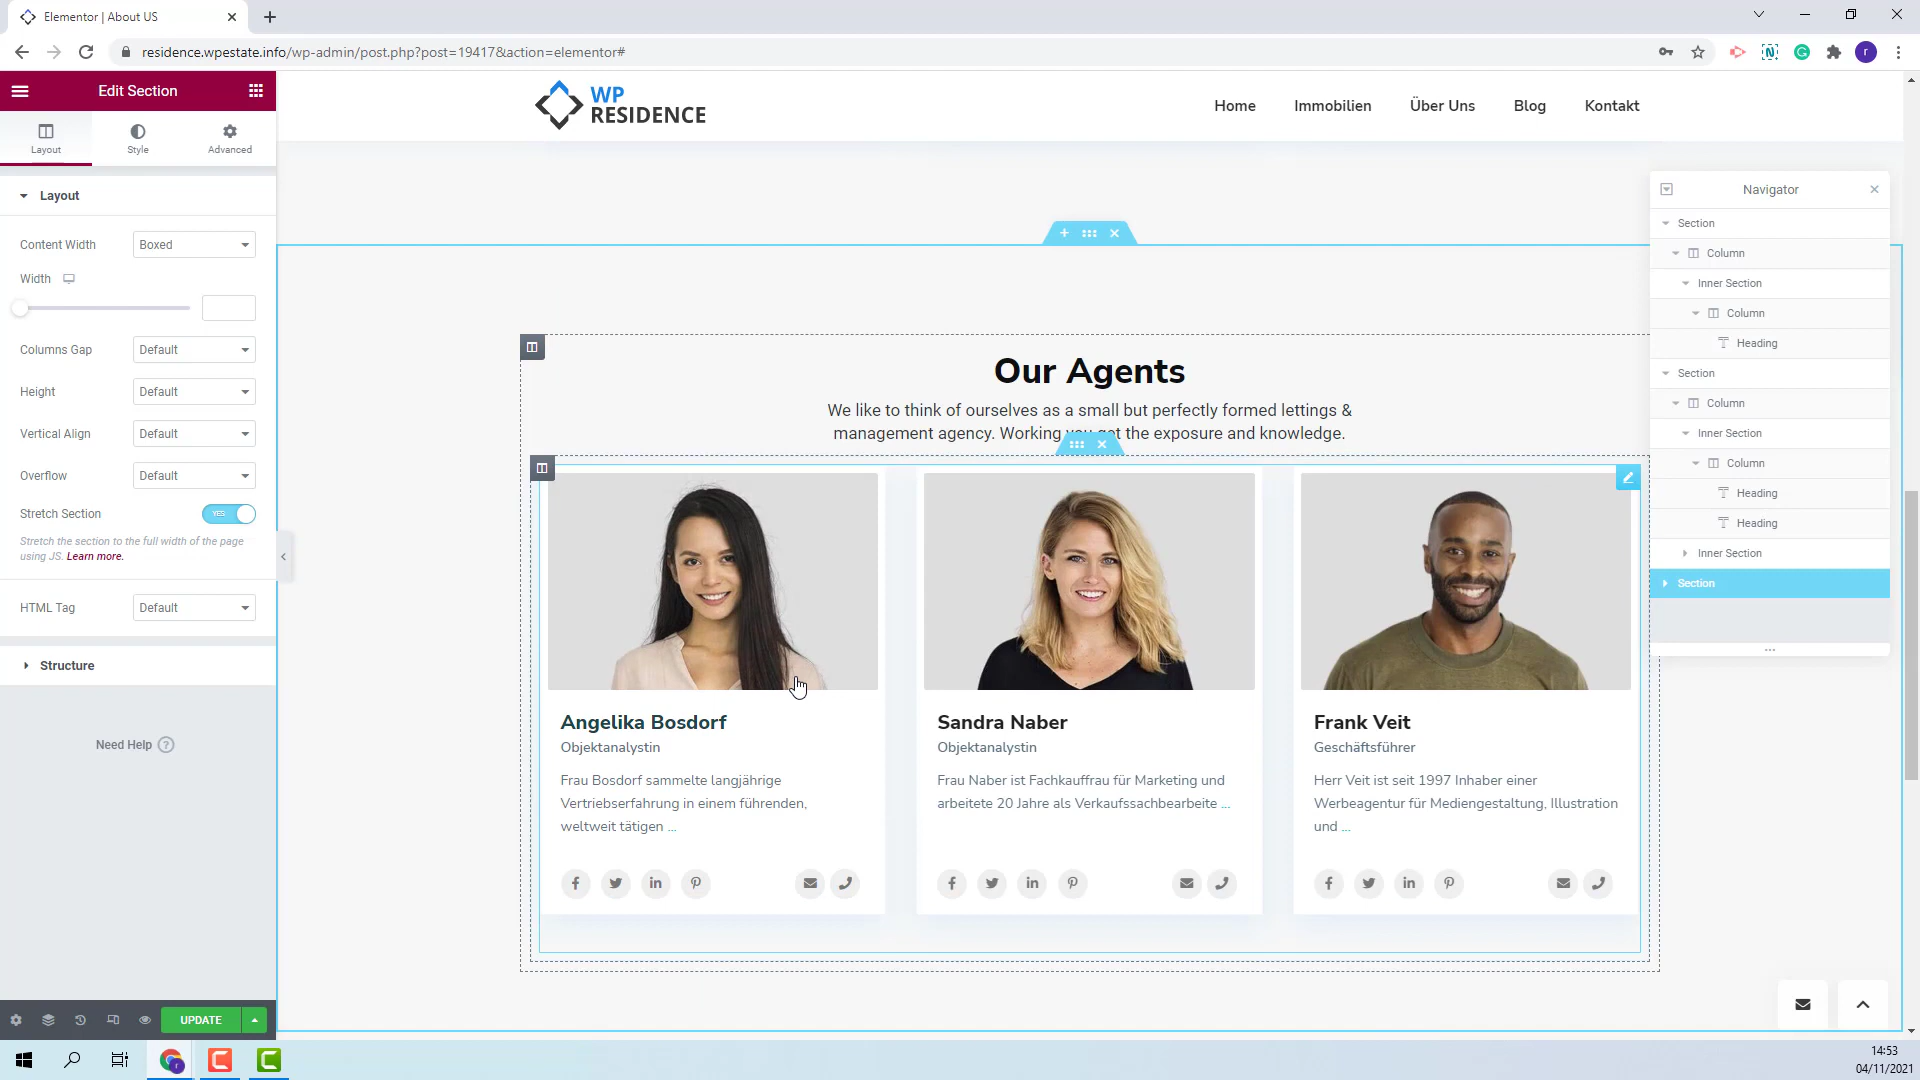 Elementor | About US
residence.wpestate.info/wp-admin/post.php?post=19417&action=elementor#
r
Edit Section
Layout
Style
Advanced
Layout
Content Width
Boxed
Width
Columns Gap
Default
Height
Default
Vertical Align
Default
Overflow
Default
Stretch Section
YES
Stretch the section to the full width of the page
using JS. Learn more.
HTML Tag
Default
Structure
Need Help
UPDATE
WP
RESIDENCE
Home
Immobilien
Über Uns
Blog
Kontakt
Our Agents
We like to think of ourselves as a small but perfectly formed lettings &
management agency. Working you get the exposure and knowledge.
Angelika Bosdorf
Objektanalystin
Frau Bosdorf sammelte langjährige
Vertriebserfahrung in einem führenden,
weltweit tätigen ...
Sandra Naber
Objektanalystin
Frau Naber ist Fachkauffrau für Marketing und
arbeitete 20 Jahre als Verkaufssachbearbeite ...
Frank Veit
Geschäftsführer
Herr Veit ist seit 1997 Inhaber einer
Werbeagentur für Mediengestaltung, Illustration
und ...
Navigator
Section
Column
Inner Section
Column
Heading
Section
Column
Inner Section
Column
Heading
Heading
Inner Section
Section
14:53
04/11/2021